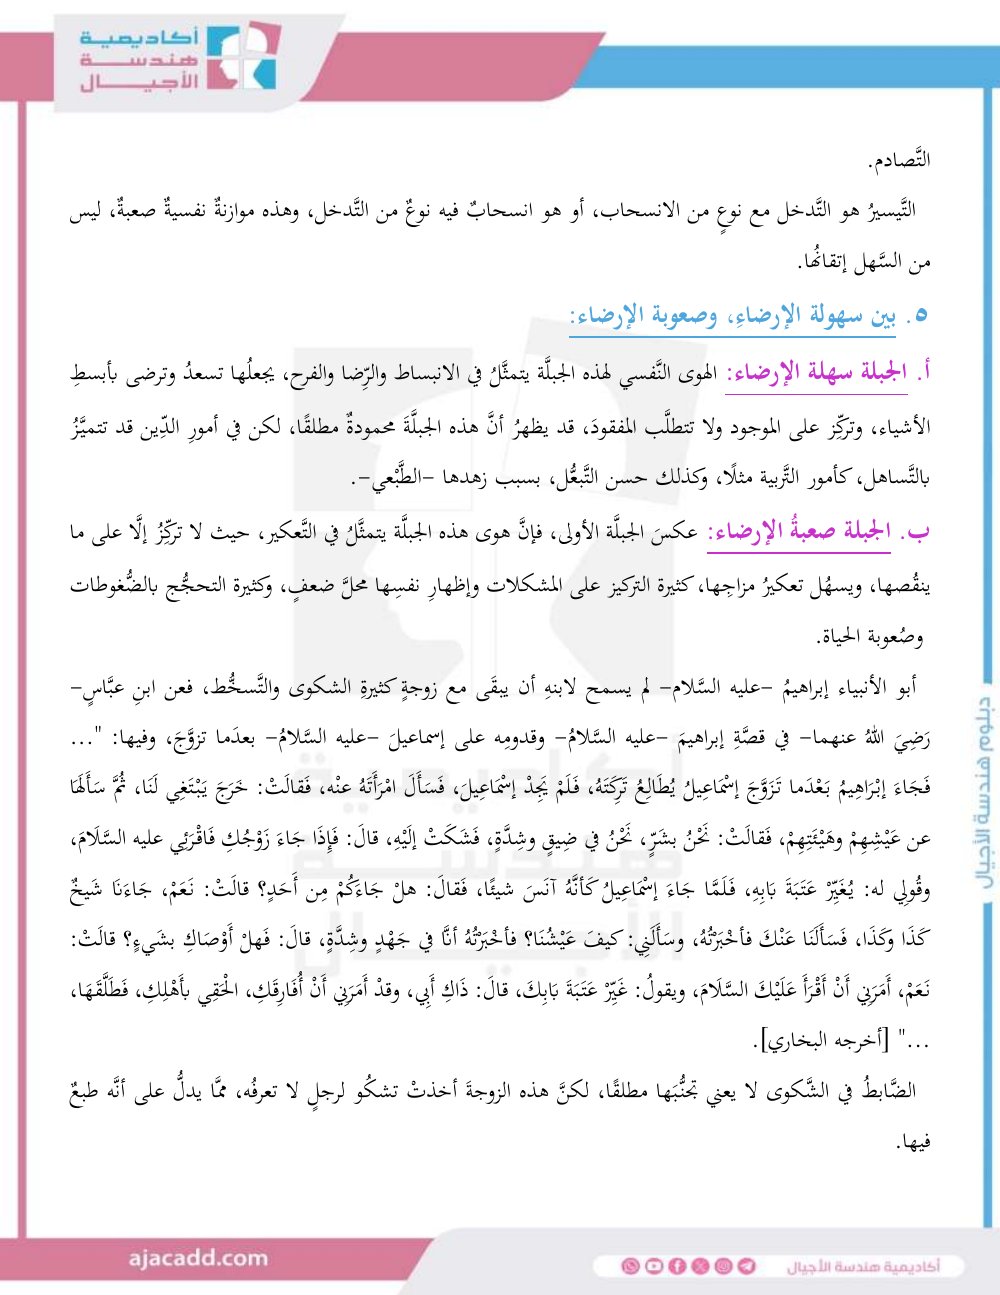 أكاديمية
هندسة
الأجيال
التَّصادم.
التَّيسيرُ هو التَّدخل مع نوعٍ من الانسحاب، أو هو انسحابٌ فيه نوعٌ من التَّدخل، وهذه موازنةٌ نفسيةٌ صعبةٌ، ليس
من السَّهل إتقانُها.
٥. بين سهولة الإرضاءِ، وصعوبة الإرضاء:
أ. الجبلة سهلة الإرضاء: الهوى النَّفسي لهذه الجبلَّة يتمثَّلُ في الانبساط والرِّضا والفرح، يجعلُها تسعدُ وترضى بأبسطِ
الأشياء، وتركِّز على الموجود ولا تتطلَّب المفقودَ، قد يظهرُ أنَّ هذه الجبلَّةَ محمودةٌ مطلقًا، لكن في أمورِ الدِّين قد تتميَّزُ
بالتَّساهل، كأمور التَّربية مثلًا، وكذلك حسن التَّبعُّل، بسبب زهدها –الطَّبْعي–.
ب. الجبلة صعبةُ الإرضاء: عكسَ الجبلَّة الأولى، فإنَّ هوى هذه الجبلَّة يتمثَّلُ في التَّعكير، حيث لا تركِّزُ إلَّا على ما
ينقُصها، ويسهُل تعكيرُ مزاجِها، كثيرة التركيز على المشكلات وإظهارِ نفسِها محلَّ ضعفٍ، وكثيرة التحجُّج بالضُّغوطات
وصُعوبة الحياة.
أبو الأنبياء إبراهيمُ –عليه السَّلام– لم يسمح لابنهِ أن يبقَى مع زوجةٍ كثيرةِ الشكوى والتَّسخُّط، فعن ابنِ عبَّاسٍ–
رَضِيَ اللهُ عنهما– في قصَّةِ إبراهيمَ –عليه السَّلامُ– وقدومِه على إسماعيلَ –عليه السَّلامُ– بعدَما تزوَّجَ، وفيها: "...
فَجَاءَ إبْرَاهِيمُ بَعْدَما تَزَوَّجَ إسْمَاعِيلُ يُطَالِعُ تَرِكَتَهُ، فَلَمْ يَجِدْ إسْمَاعِيلَ، فَسَأَلَ امْرَأَتَهُ عنْه، فَقالَتْ: خَرَجَ يَبْتَغِي لَنَا، ثُمَّ سَأَلَهَا
عن عَيْشِهِمْ وهَيْئَتِهِمْ، فَقالَتْ: نَحْنُ بشَرٍّ، نَحْنُ في ضِيقٍ وشِدَّةٍ، فَشَكَتْ إلَيْهِ، قالَ: فَإِذَا جَاءَ زَوْجُكِ فَاقْرَئِي عليه السَّلَامَ،
وقُولِي له: يُغَيِّرْ عَتَبَةَ بَابِهِ، فَلَمَّا جَاءَ إسْمَاعِيلُ كَأنَّهُ آنَسَ شيئًا، فَقالَ: هلْ جَاءَكُمْ مِن أَحَدٍ؟ قالَتْ: نَعَمْ، جَاءَنَا شَيخٌ
كَذَا وكَذَا، فَسَأَلَنَا عَنْكَ فأخْبَرْتُهُ، وسَأَلَنِي: كيفَ عَيْشُنَا؟ فأخْبَرْتُهُ أنَّا في جَهْدٍ وشِدَّةٍ، قالَ: فَهلْ أَوْصَاكِ بشَيءٍ؟ قالَتْ:
نَعَمْ، أَمَرَنِي أَنْ أَقْرَأَ عَلَيْكَ السَّلَامَ، ويقولُ: غَيِّرْ عَتَبَةَ بَابِكَ، قالَ: ذَاكِ أَبِي، وقدْ أَمَرَنِي أَنْ أُفَارِقَكِ، الْحَقِي بأَهْلِكِ، فَطَلَّقَهَا،
..." [أخرجه البخاري].
الضَّابطُ في الشَّكوى لا يعني تجنُّبَها مطلقًا، لكنَّ هذه الزوجةَ أخذتْ تشكُو لرجلٍ لا تعرفُه، ممَّا يدلُّ على أنَّه طبعٌ
فيها.
دبلوم هندسة الأجيال
ajacadd.com
أكاديمية هندسة الأجيال